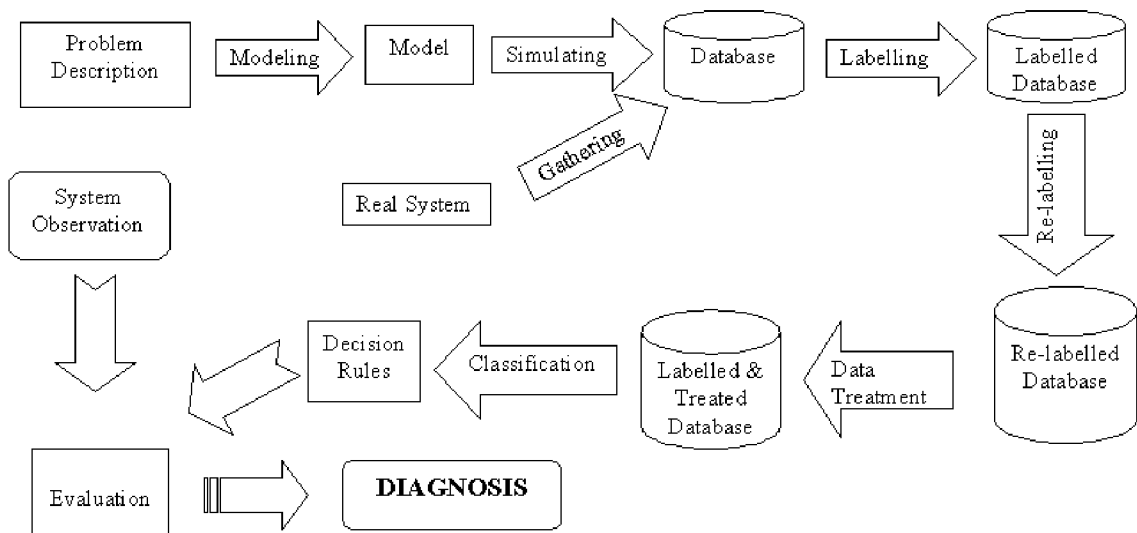 Problem
Description
Modeling
Model
Simulating
Database
Labelling
Labelled
Database
Gathering
Re-labelling
System
Observation
Real System
Decision
Rules
Classification
Labelled &
Treated
Database
Data
Treatment
Re-labelled
Database
Evaluation
DIAGNOSIS